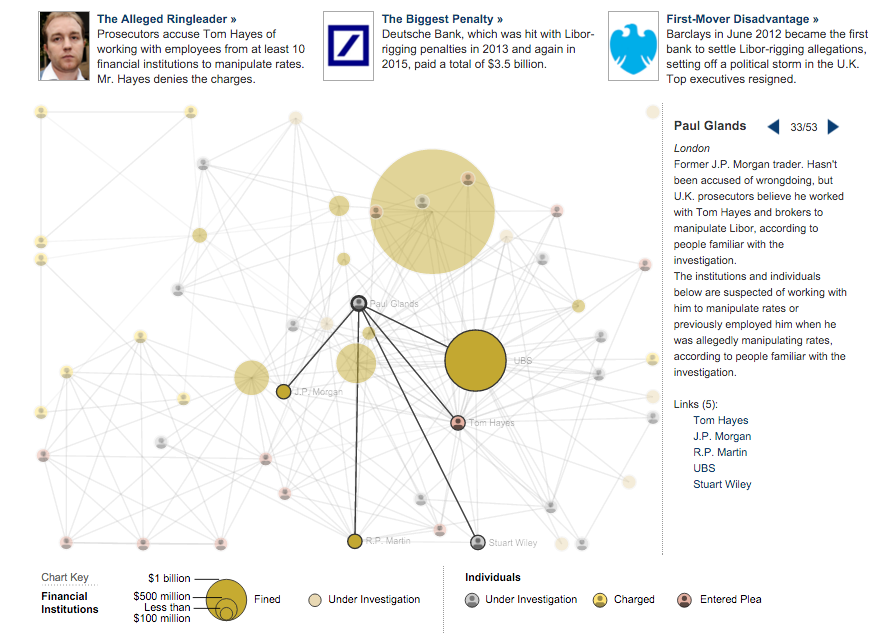 The Alleged Ringleader »
Prosecutors accuse Tom Hayes of
working with employees from at least 10
financial institutions to manipulate rates.
Mr. Hayes denies the charges.
The Biggest Penalty »
Deutsche Bank, which was hit with Libor-
rigging penalties in 2013 and again in
2015, paid a total of $3.5 billion.
First-Mover Disadvantage »
Barclays in June 2012 became the first
bank to settle Libor-rigging allegations,
setting off a political storm in the U.K.
Top executives resigned.
Paul Glands
UBS
J.P. Morgan
Tom Hayes
R.P. Martin
Stuart Wiley
Paul Glands
33/53
London
Former J.P. Morgan trader. Hasn't
been accused of wrongdoing, but
U.K. prosecutors believe he worked
with Tom Hayes and brokers to
manipulate Libor, according to
people familiar with the
investigation.
The institutions and individuals
below are suspected of working with
him to manipulate rates or
previously employed him when he
was allegedly manipulating rates,
according to people familiar with the
investigation.
Links (5):
Tom Hayes
J.P. Morgan
R.P. Martin
UBS
Stuart Wiley
Chart Key
Financial
Institutions
$1 billion
$500 million
Less than
$100 million
Fined
Under Investigation
Individuals
Under Investigation
Charged
Entered Plea